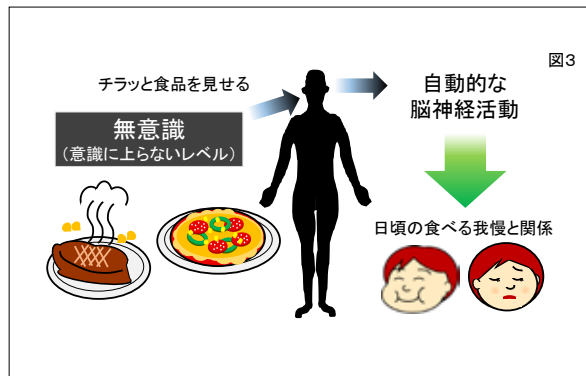 図3
チラッと食品を見せる
無意識
（意識に上らないレベル）
自動的な
脳神経活動
日頃の食べる我慢と関係